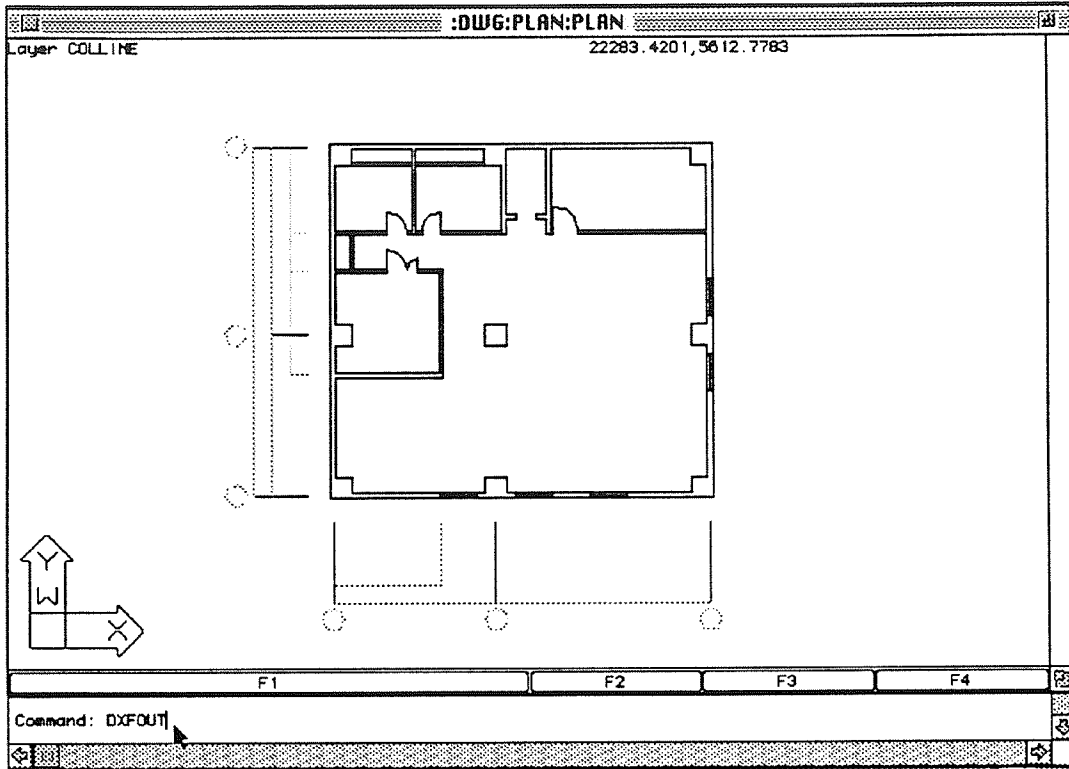 :DWG:PLAN:PLAN
Layer COLLINE 22283.4201,5612.7783
Y
W
X
F1 F2 F3 F4
Command: DXFOUT